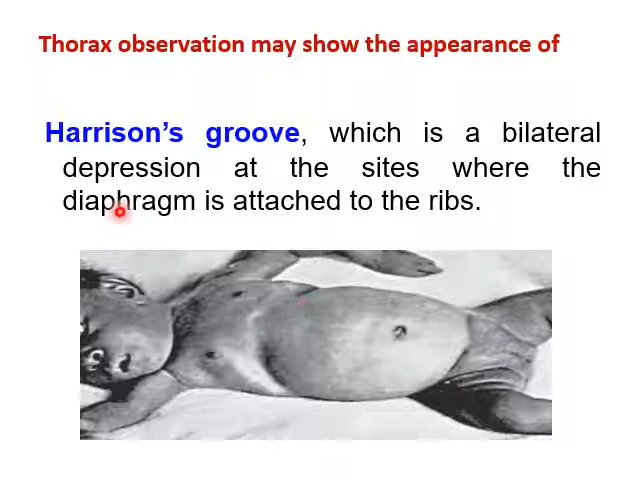 Thorax observation may show the appearance of
Harrison's groove, which is a bilateral
depression at the sites where the
diaphragm is attached to the ribs.